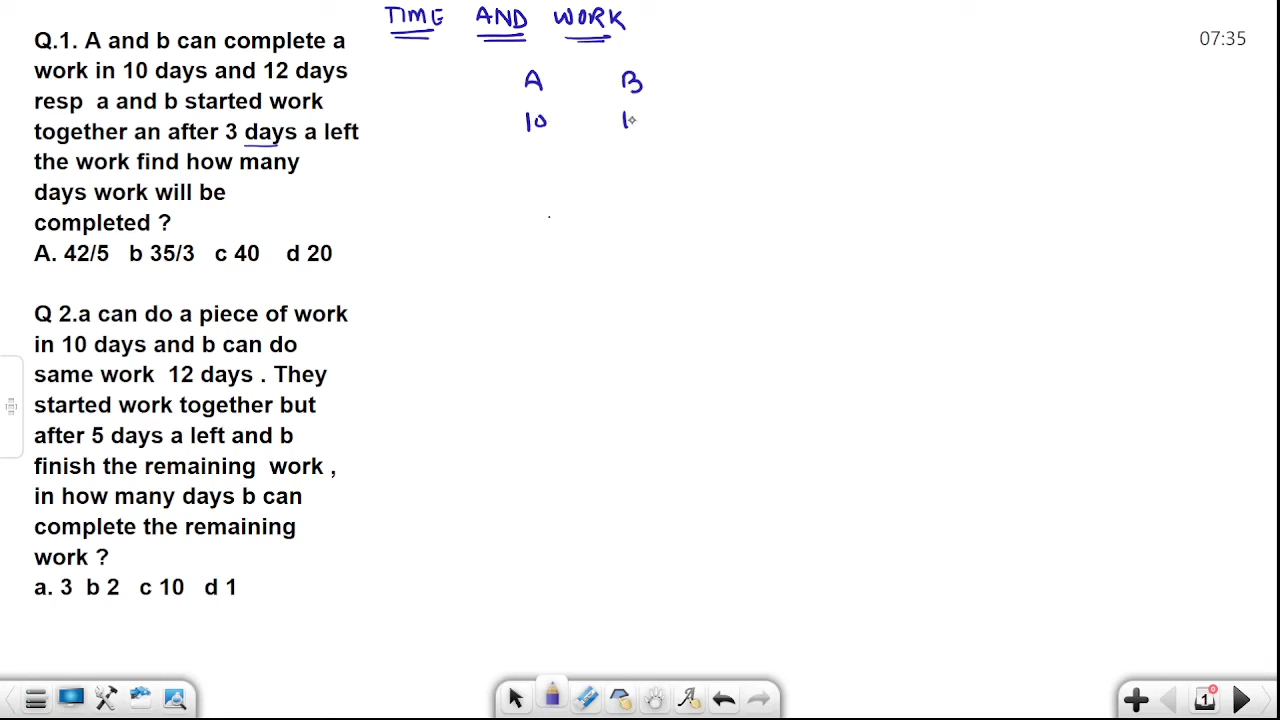 TIME AND WORK
07:35
Q.1. A and b can complete a
work in 10 days and 12 days
resp a and b started work
together an after 3 days a left
the work find how many
days work will be
completed ?
A. 42/5 b 35/3 c 40 d 20
A B
10 1
Q 2.a can do a piece of work
in 10 days and b can do
same work 12 days . They
started work together but
after 5 days a left and b
finish the remaining work ,
in how many days b can
complete the remaining
work ?
a. 3 b 2 c 10 d 1
1
0